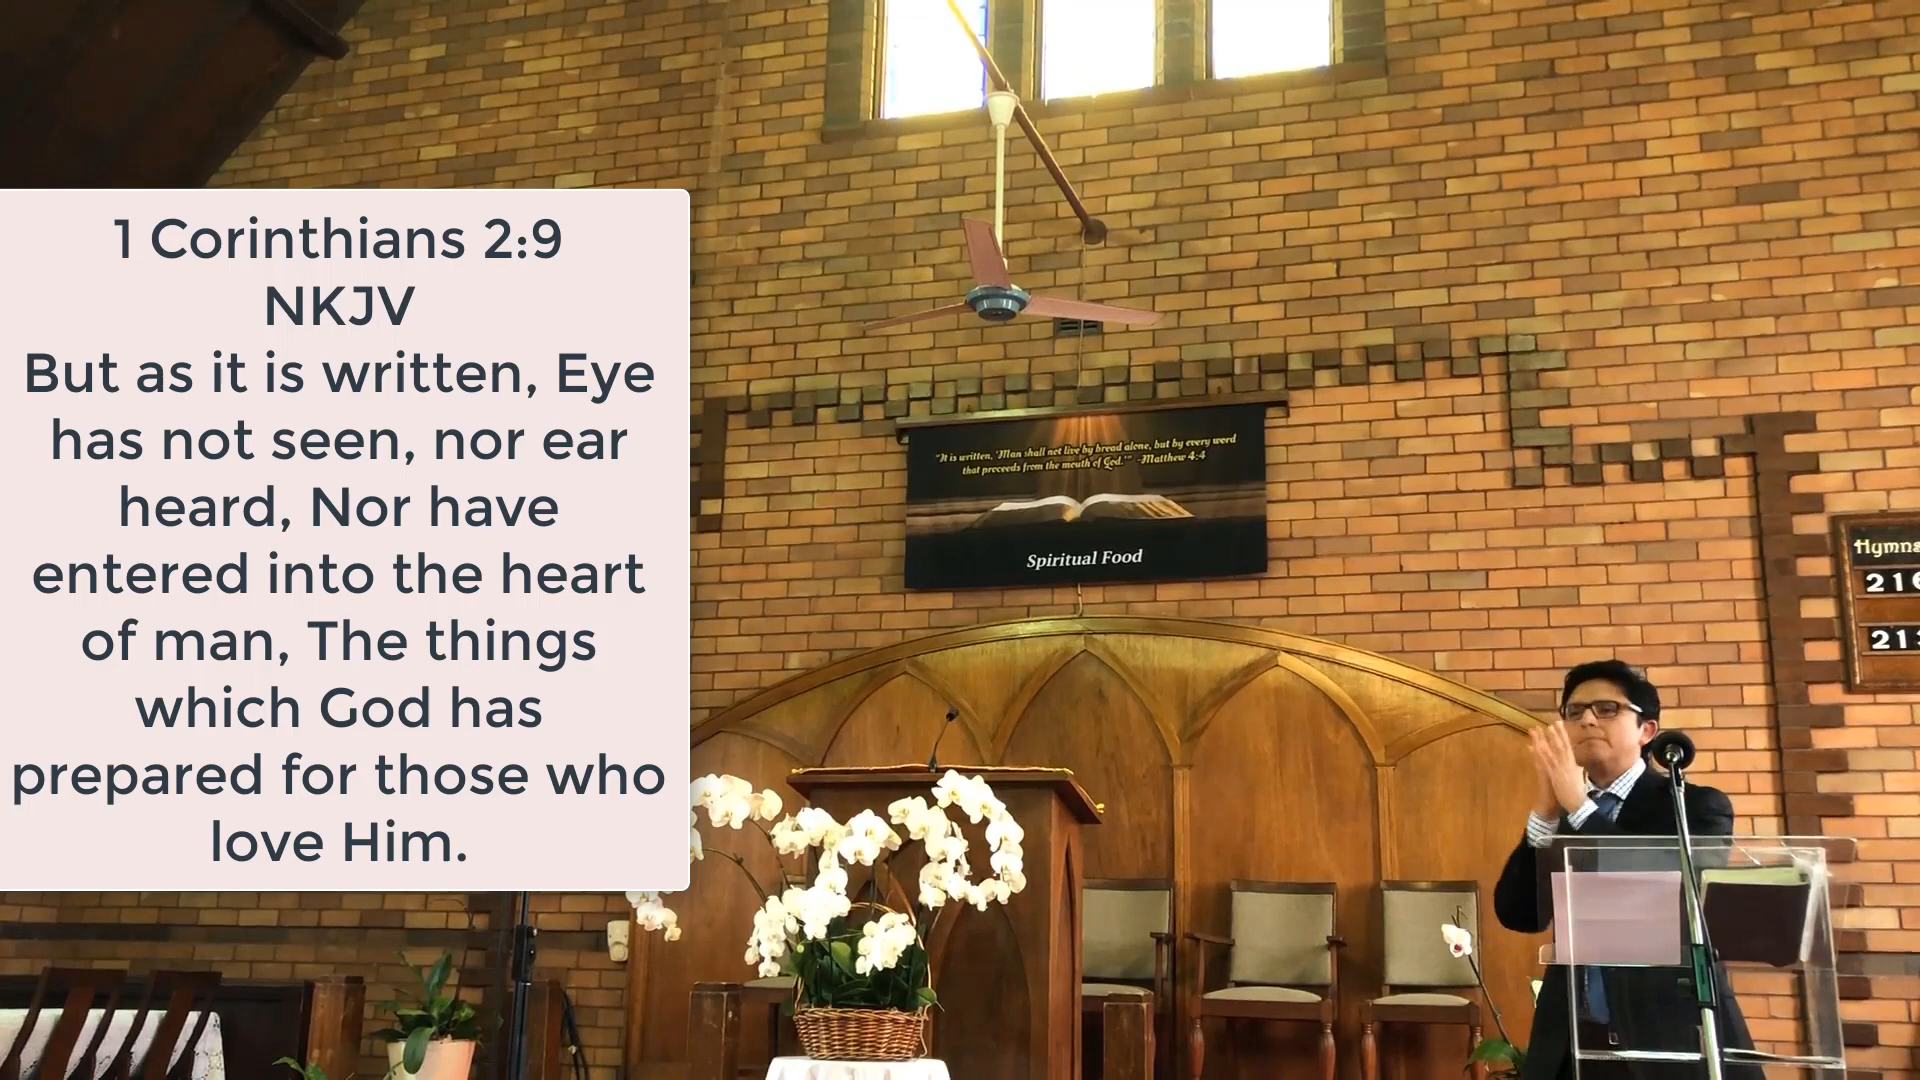 1 Corinthians 2:9
NKJV
But as it is written, Eye
has not seen, nor ear
heard, Nor have
entered into the heart
of man, The things
which God has
prepared for those who
love Him.
"It is written, 'Man shall not live by bread alone, but by every word
that proceeds from the mouth of God.'" -Matthew 4:4
Spiritual Food
Hymns
216
213